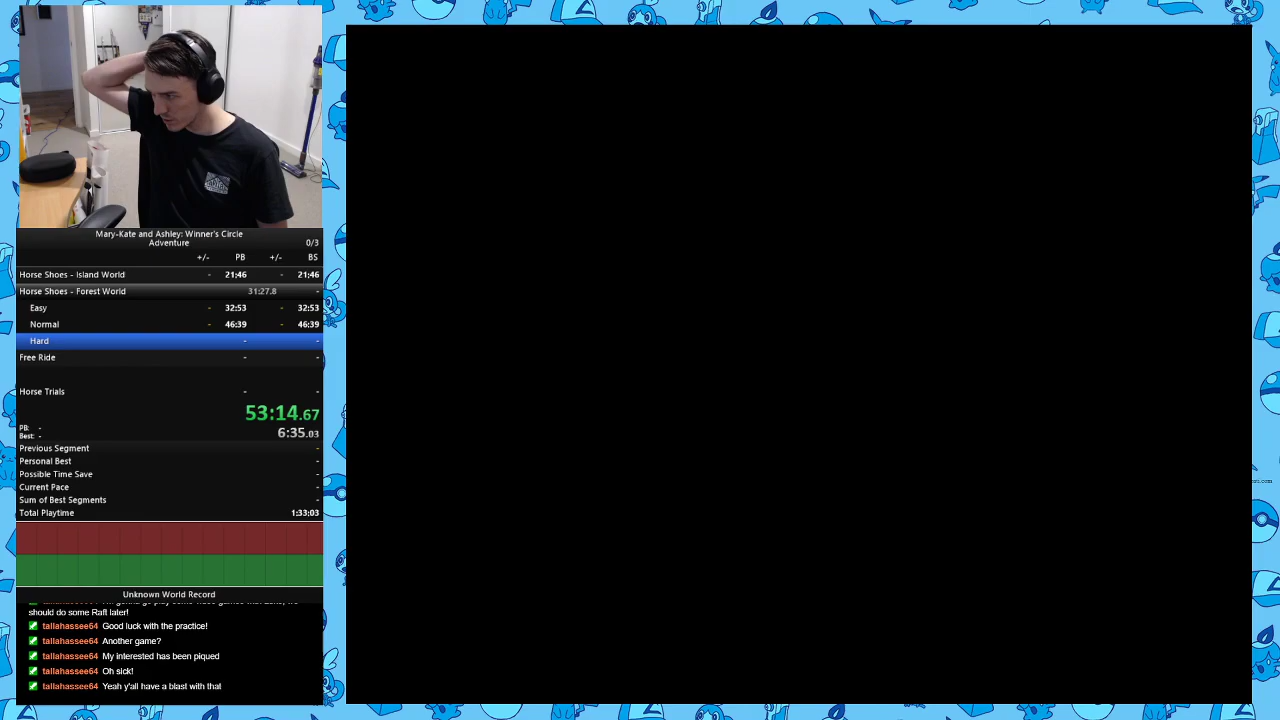 Mary-Kate and Ashley: Winner's Circle
Adventure 0/3
+/- PB +/- BS
Horse Shoes - Island World - 21:46 - 21:46
Horse Shoes - Forest World 31:27.8 -
Easy - 32:53 - 32:53
Normal - 46:39 - 46:39
Hard - -
Free Ride - -
Horse Trials - -
53:14.67
PB: -
6:35.03
Best: -
Previous Segment -
Personal Best -
Possible Time Save -
Current Pace -
Sum of Best Segments -
Total Playtime 1:33:03
Unknown World Record
should do some Raft later!
tallahassee64 Good luck with the practice!
tallahassee64 Another game?
tallahassee64 My interested has been piqued
tallahassee64 Oh sick!
tallahassee64 Yeah y'all have a blast with that